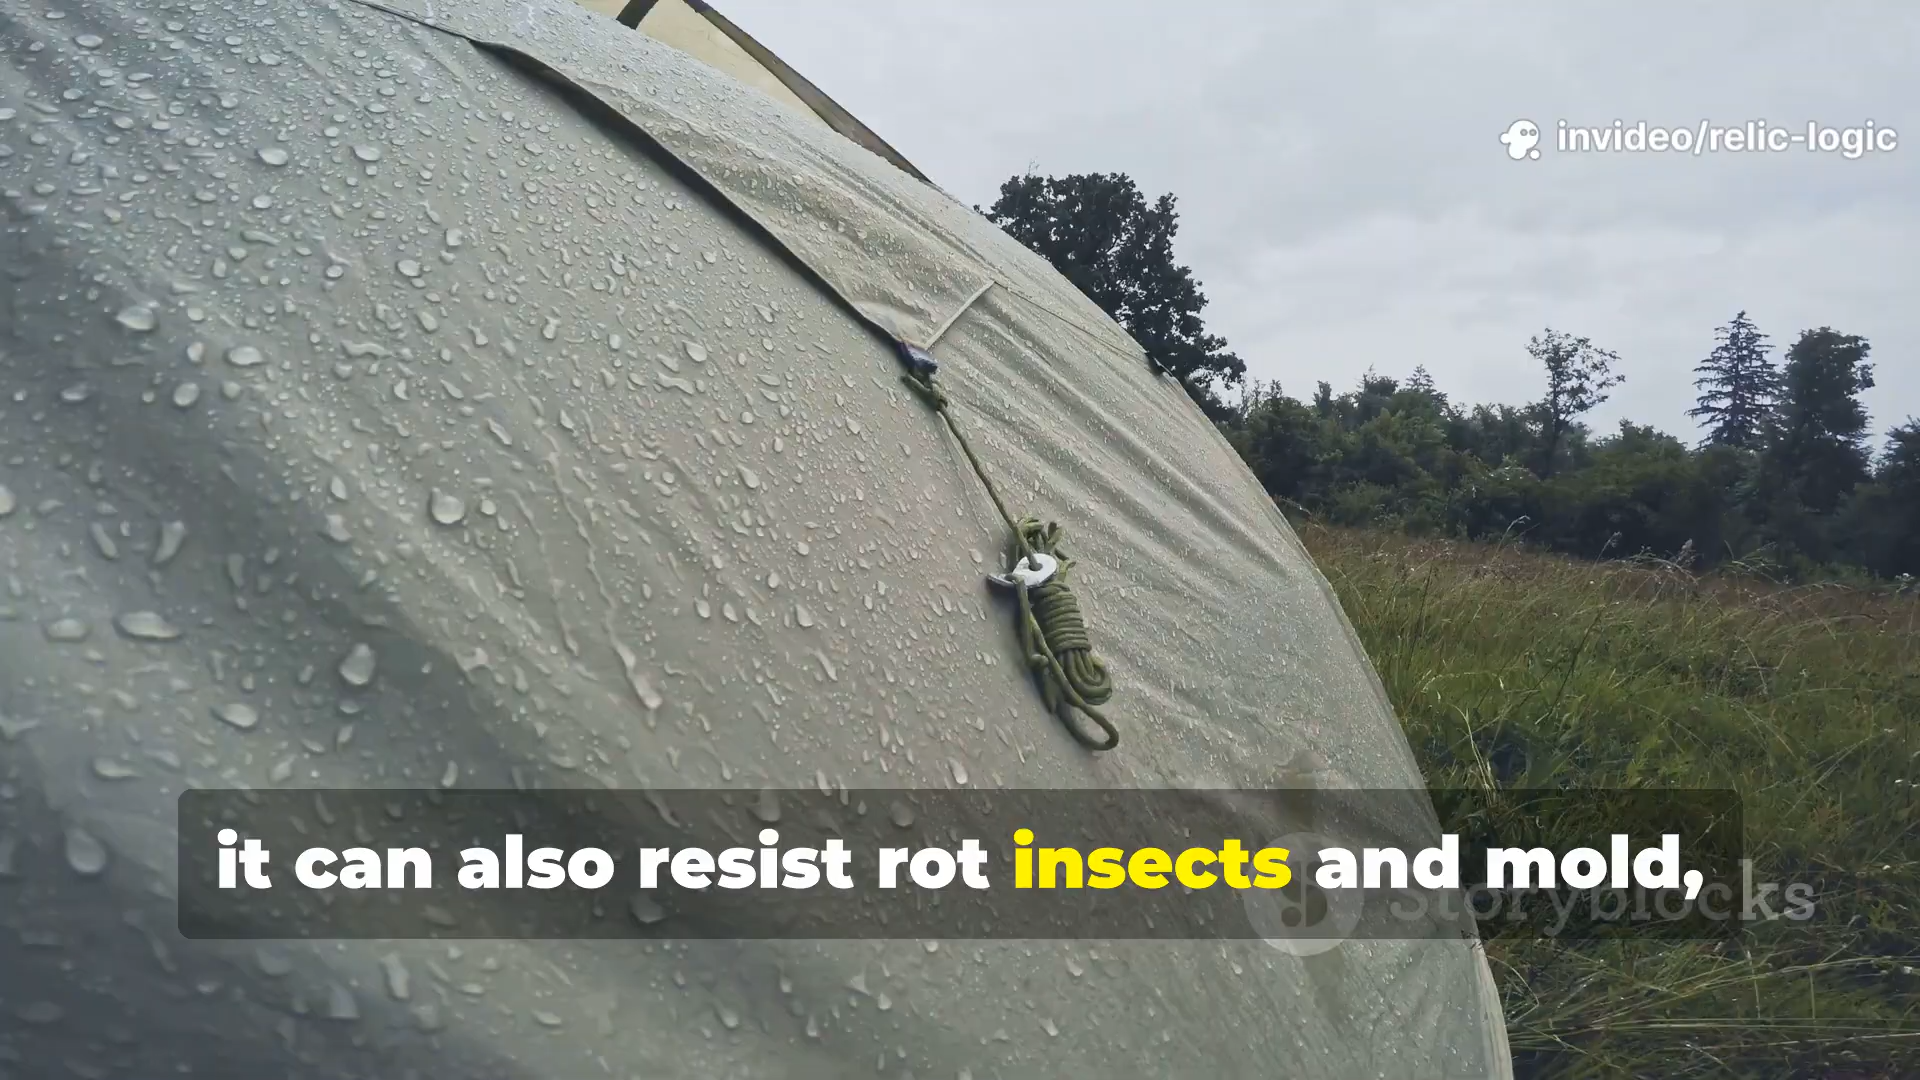 invideo/relic-logic
it can also resist rot insects and mold,
Storyblocks